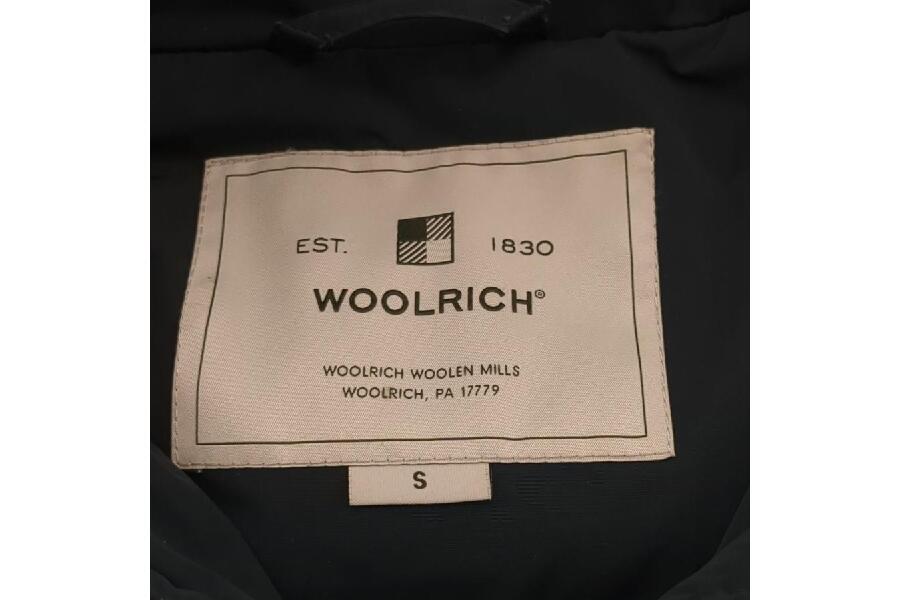 EST. 1830
WOOLRICH®
WOOLRICH WOOLEN MILLS
WOOLRICH, PA 17779
S